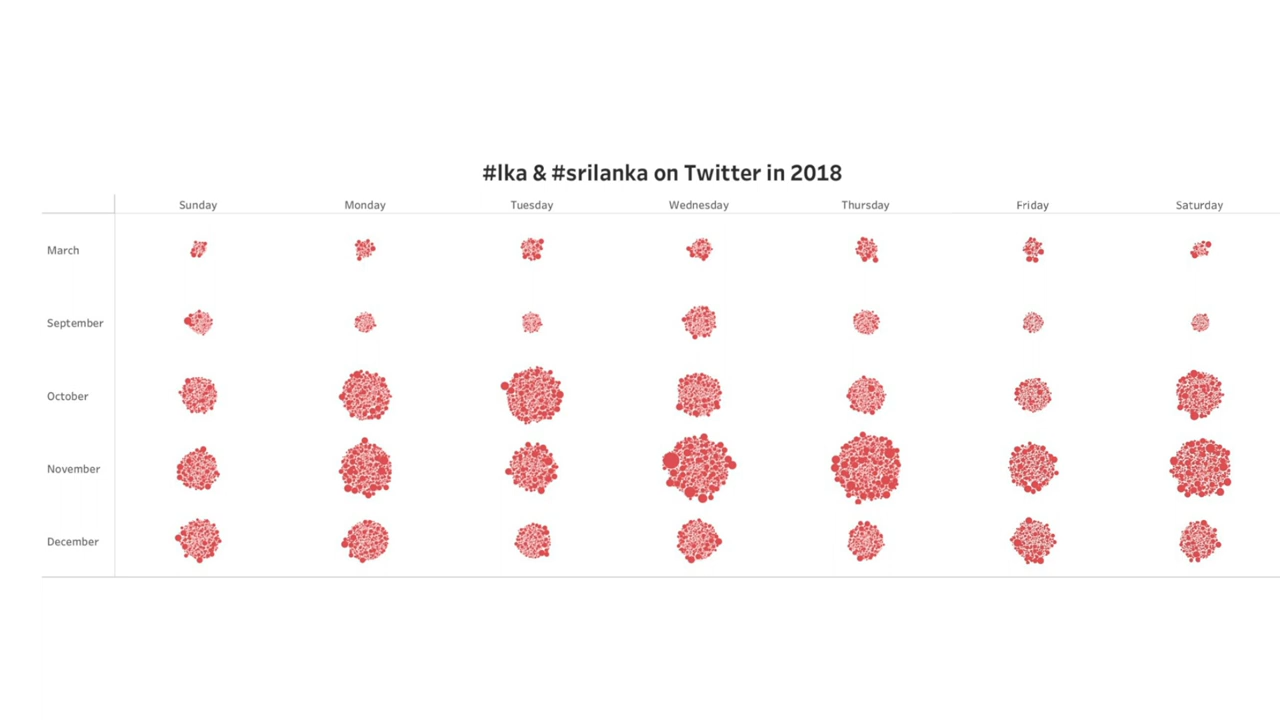 #lka & #srilanka on Twitter in 2018
Sunday Monday Tuesday Wednesday Thursday Friday Saturday
March
September
October
November
December